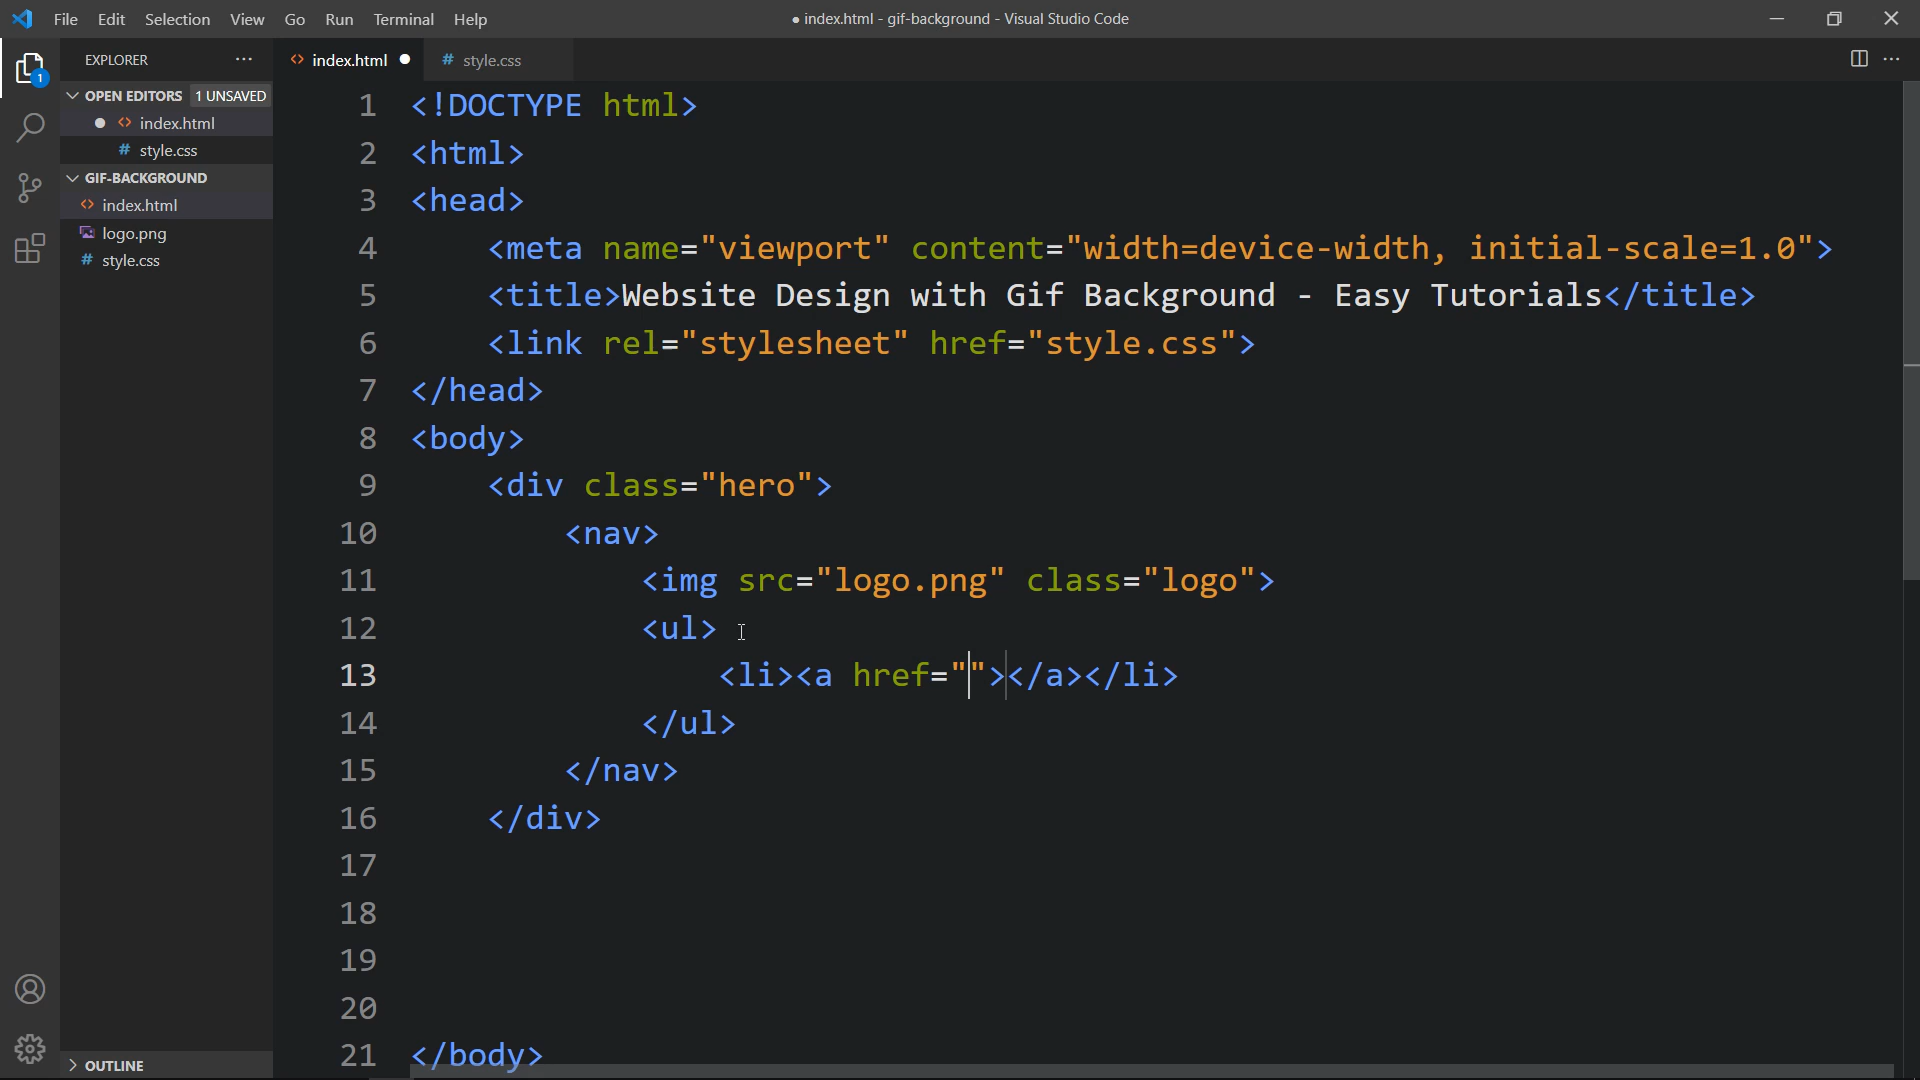 File Edit Selection View Go Run Terminal Help
● index.html - gif-background - Visual Studio Code
EXPLORER
1
OPEN EDITORS 1 UNSAVED
index.html
# style.css
GIF-BACKGROUND
index.html
logo.png
# style.css
OUTLINE
index.html
# style.css
1 <!DOCTYPE html>
2 <html>
3 <head>
4 <meta name="viewport" content="width=device-width, initial-scale=1.0">
5 <title>Website Design with Gif Background - Easy Tutorials</title>
6 <link rel="stylesheet" href="style.css">
7 </head>
8 <body>
9 <div class="hero">
10 <nav>
11 <img src="logo.png" class="logo">
12 <ul>
13 <li><a href=""></a></li>
14 </ul>
15 </nav>
16 </div>
17
18
19
20
21 </body>